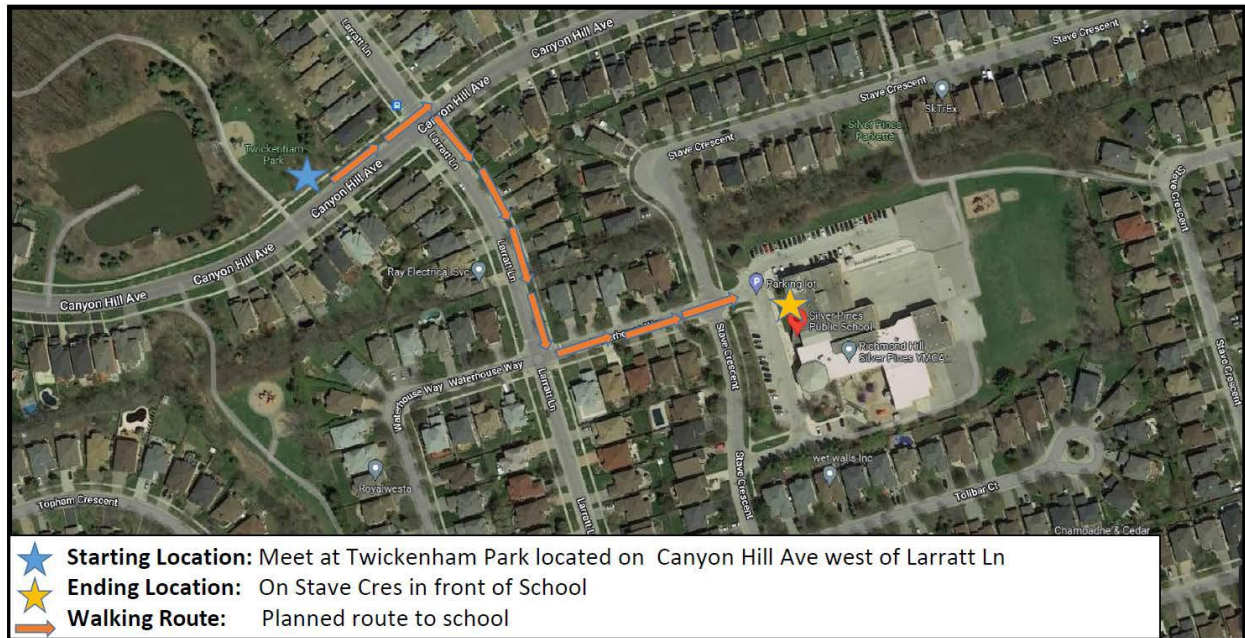 Larratt Ln
Canyon Hill Ave
Stave Crescent
Stave Crescent
SkTrEx
Canyon Hill Ave
Silver Pines
Parkette
Larratt Ln
Twickenham
Park
Stave Crescent
Canyon Hill Ave
Stave Crescent
Canyon Hill Ave
Larratt Ln
Ray Electrical Svc
P
Parking lot
Canyon Hill Ave
Silver Pines
Public School
Richmond Hill
Silver Pines YMCA...
Waterhouse Way
Waterhouse Way
Larratt Ln
Stave Crescent
Stave Crescent
wet walls Inc
Royalwesta
Stave Crescent
Tolibar Ct
Topham Crescent
Larratt L
Champagne & Cedar
Starting Location: Meet at Twickenham Park located on Canyon Hill Ave west of Larratt Ln
Ending Location: On Stave Cres in front of School
Walking Route: Planned route to school